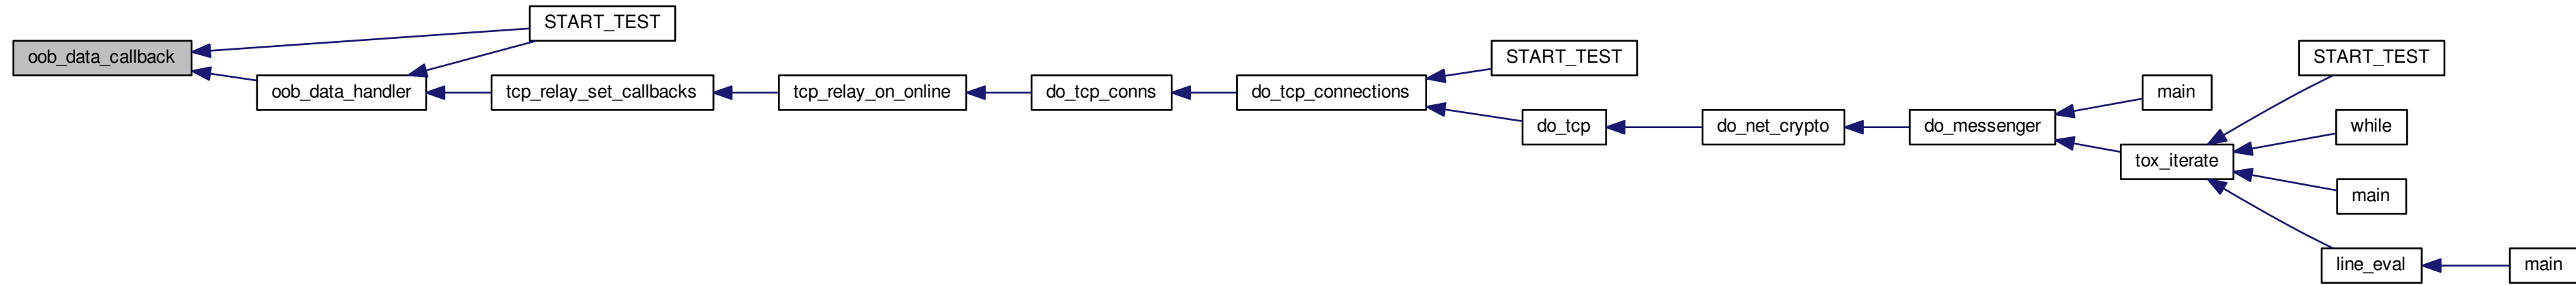 oob_data_callback
START_TEST
oob_data_handler
tcp_relay_set_callbacks
tcp_relay_on_online
do_tcp_conns
do_tcp_connections
START_TEST
do_tcp
do_net_crypto
do_messenger
main
tox_iterate
START_TEST
while
main
line_eval
main